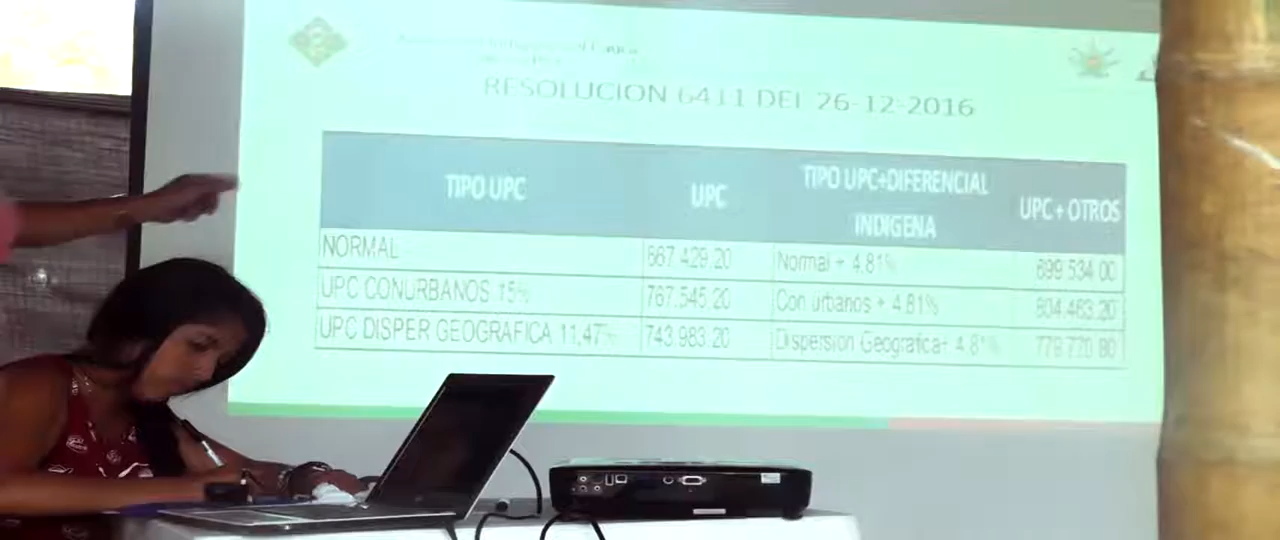 RESOLUCION 6411 DEL 26-12-2016
TIPO UPC UPC TIPO UPC+DIFERENCIAL INDIGENA UPC + OTROS
NORMAL 667.429.20 Normal + 4.81% 699.534.00
UPC CONURBANOS 15% 767.545.20 Con urbanos + 4.81% 804.463.20
UPC DISPER GEOGRAFICA 11,47% 743.983.20 Dispersion Geografica+ 4.81% 779.770.80